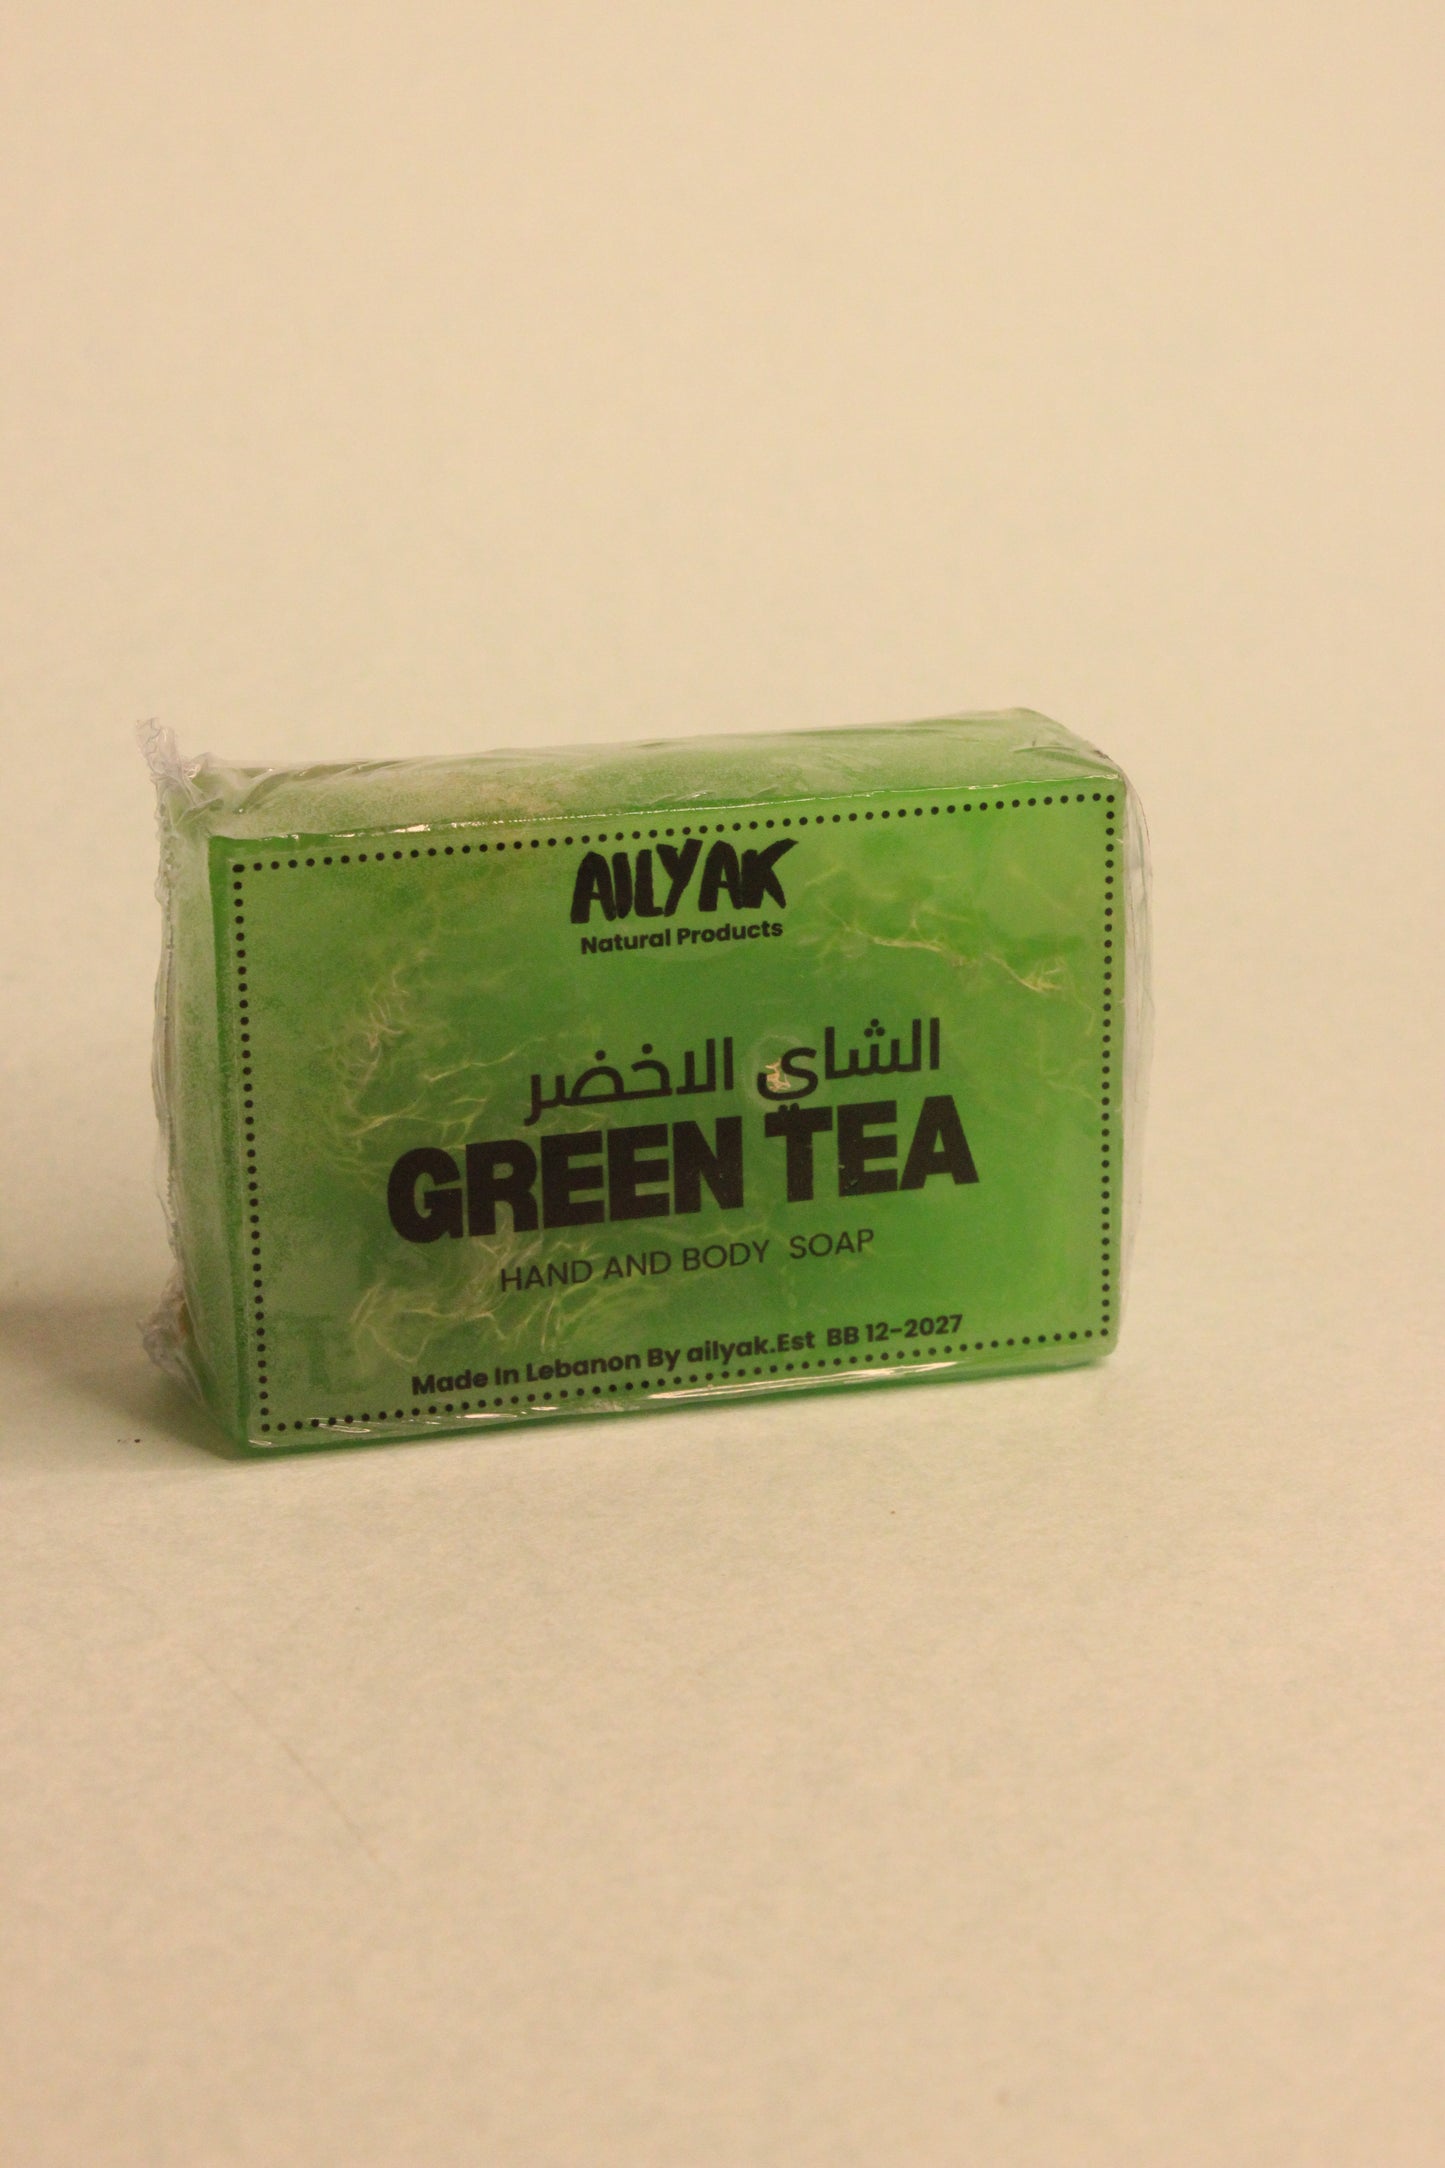 AILYAK
Natural Products
الشاي الاخضر
GREEN TEA
HAND AND BODY SOAP
Made In Lebanon By ailyak.Est BB 12-2027